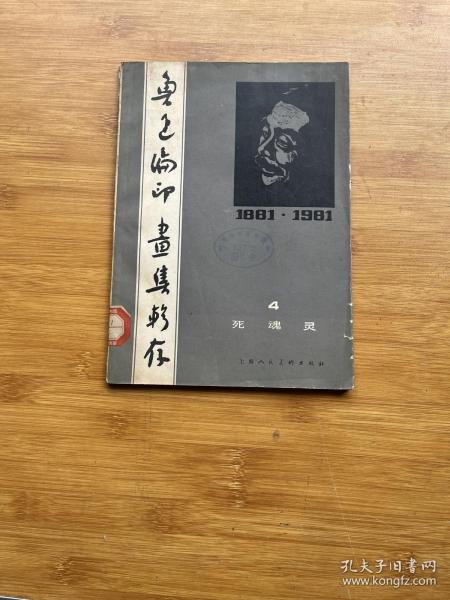 鲁迅编印画集辑存
1881·1981
4
死魂灵
上海人民美术出版社
孔夫子旧书网
www.kongfz.com